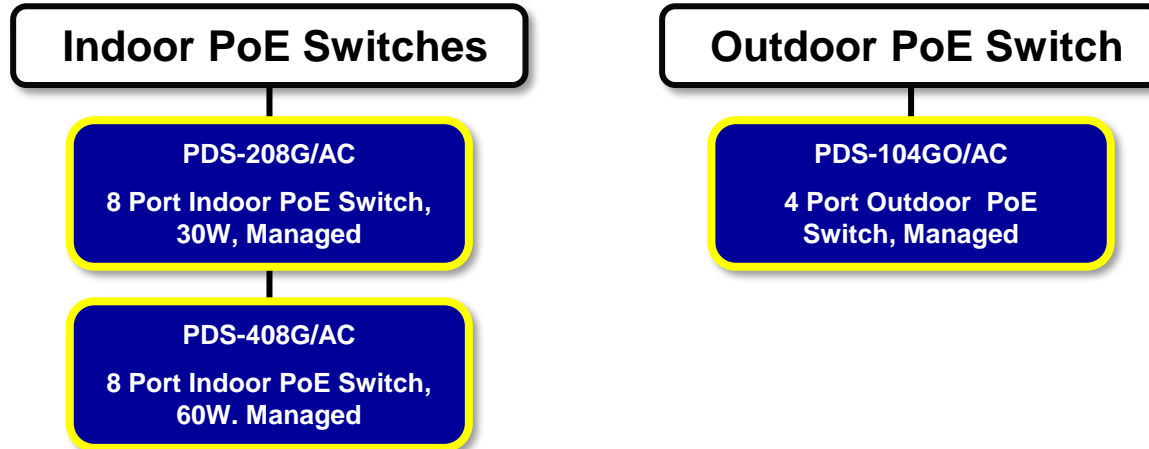 Indoor PoE Switches
PDS-208G/AC
8 Port Indoor PoE Switch,
30W, Managed
PDS-408G/AC
8 Port Indoor PoE Switch,
60W. Managed
Outdoor PoE Switch
PDS-104GO/AC
4 Port Outdoor PoE
Switch, Managed